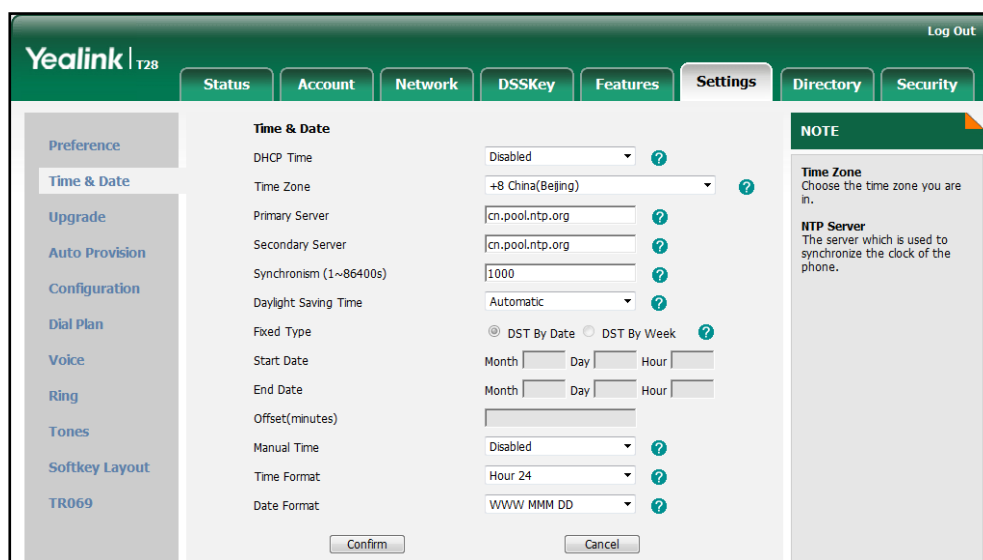 Log Out
Yealink T28
Status Account Network DSSKey Features Settings Directory Security
Preference
Time & Date
Upgrade
Auto Provision
Configuration
Dial Plan
Voice
Ring
Tones
Softkey Layout
TR069
Time & Date
DHCP Time Disabled ?
Time Zone +8 China(Beijing) ?
Primary Server cn.pool.ntp.org ?
Secondary Server cn.pool.ntp.org ?
Synchronism (1~86400s) 1000 ?
Daylight Saving Time Automatic ?
Fixed Type DST By Date DST By Week ?
Start Date Month Day Hour
End Date Month Day Hour
Offset(minutes)
Manual Time Disabled ?
Time Format Hour 24 ?
Date Format WWW MMM DD ?
Confirm Cancel
NOTE
Time Zone
Choose the time zone you are
in.
NTP Server
The server which is used to
synchronize the clock of the
phone.